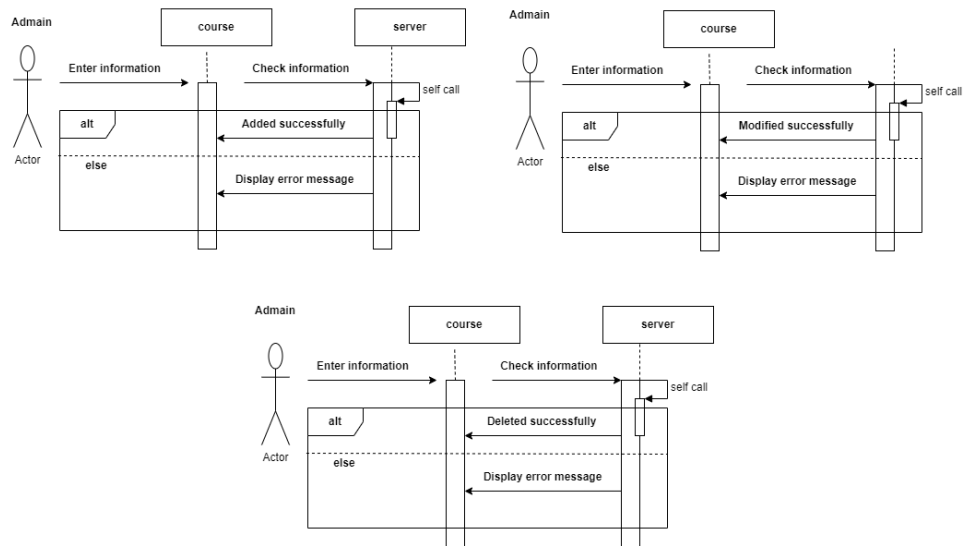 Admain
course
server
Enter information
Check information
self call
alt
Added successfully
Actor
else
Display error message
Admain
course
Enter information
Check information
self call
alt
Modified successfully
Actor
else
Display error message
Admain
course
server
Enter information
Check information
self call
alt
Deleted successfully
Actor
else
Display error message